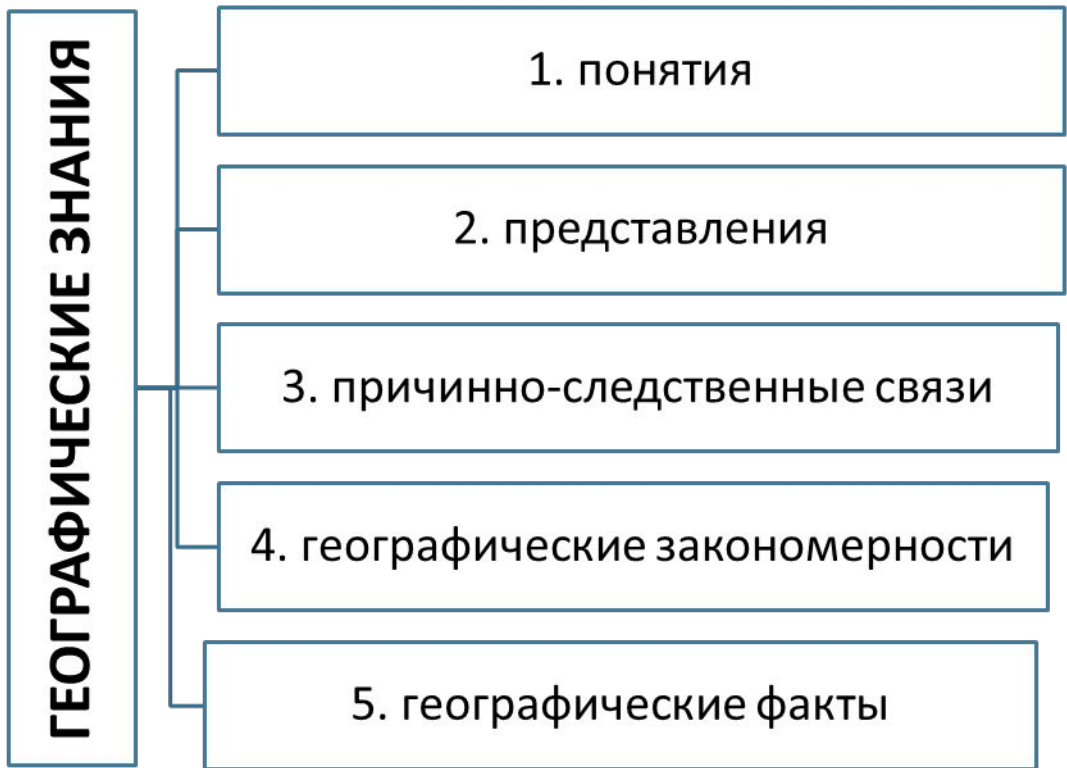 ГЕОГРАФИЧЕСКИЕ ЗНАНИЯ
1. понятия
2. представления
3. причинно-следственные связи
4. географические закономерности
5. географические факты